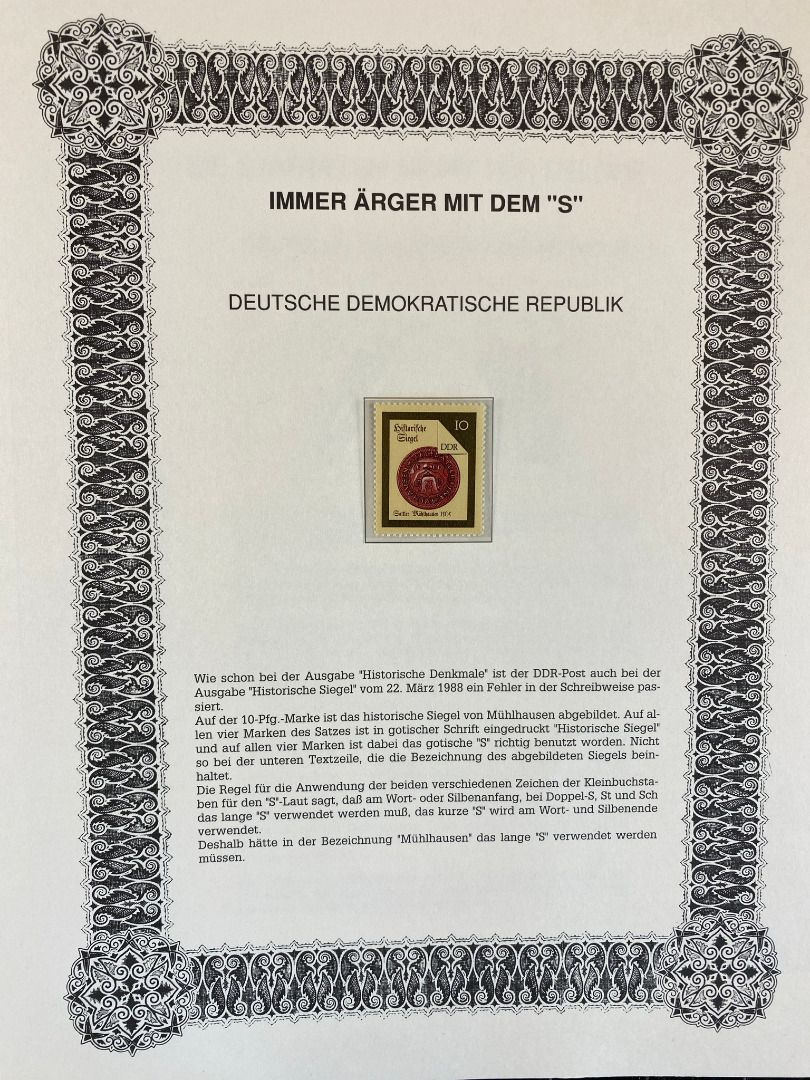 IMMER ÄRGER MIT DEM "S"
DEUTSCHE DEMOKRATISCHE REPUBLIK
10
Historische
Siegel
DDR
Sattler Mühlhausen 1565
Wie schon bei der Ausgabe "Historische Denkmale" ist der DDR-Post auch bei der
Ausgabe "Historische Siegel" vom 22. März 1988 ein Fehler in der Schreibweise pas-
siert.
Auf der 10-Pfg.-Marke ist das historische Siegel von Mühlhausen abgebildet. Auf al-
len vier Marken des Satzes ist in gotischer Schrift eingedruckt "Historische Siegel"
und auf allen vier Marken ist dabei das gotische "S" richtig benutzt worden. Nicht
so bei der unteren Textzeile, die die Bezeichnung des abgebildeten Siegels bein-
haltet.
Die Regel für die Anwendung der beiden verschiedenen Zeichen der Kleinbuchsta-
ben für den "S"-Laut sagt, daß am Wort- oder Silbenanfang, bei Doppel-S, St und Sch
das lange "S" verwendet werden muß, das kurze "S" wird am Wort- und Silbenende
verwendet.
Deshalb hätte in der Bezeichnung "Mühlhausen" das lange "S" verwendet werden
müssen.